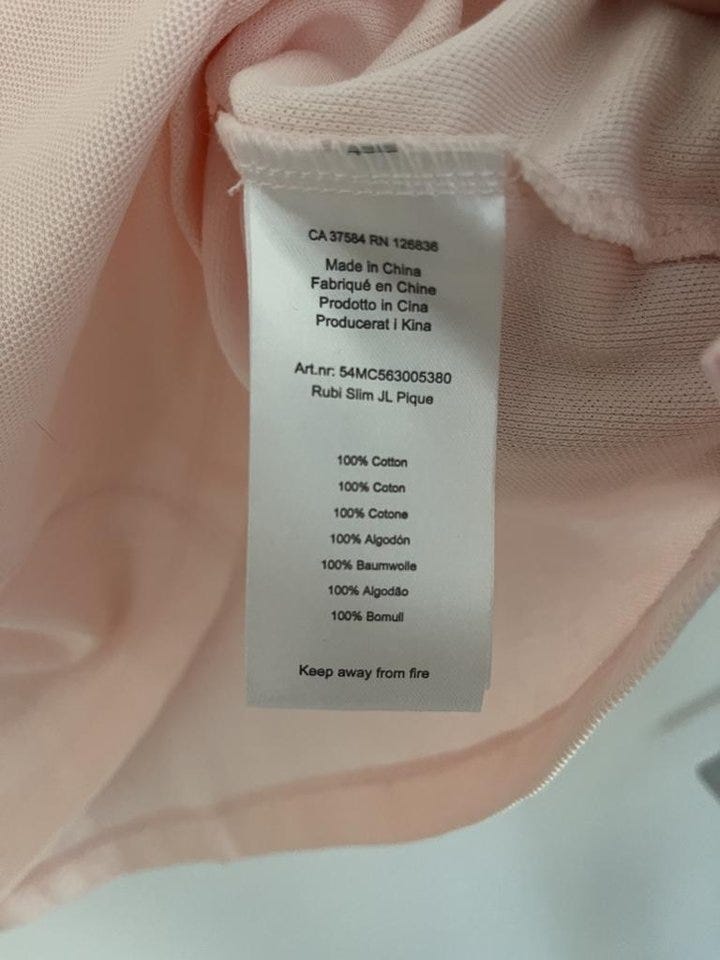 CA 37584 RN 126836
Made in China
Fabriqué en Chine
Prodotto in Cina
Producerat i Kina
Art.nr: 54MC563005380
Rubi Slim JL Pique
100% Cotton
100% Coton
100% Cotone
100% Algodón
100% Baumwolle
100% Algodão
100% Bomull
Keep away from fire